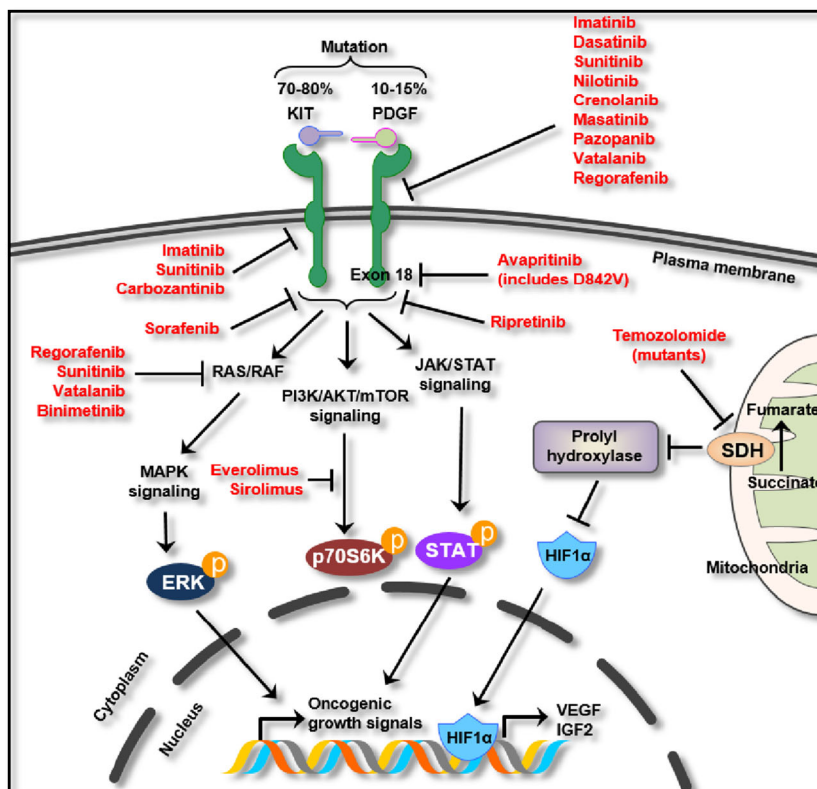 Mutation
70-80%
KIT
10-15%
PDGF
Imatinib
Dasatinib
Sunitinib
Nilotinib
Crenolanib
Masatinib
Pazopanib
Vatalanib
Regorafenib
Plasma membrane
Imatinib
Sunitinib
Carbozantinib
Exon 18
Avapritinib
(includes D842V)
Sorafenib
Ripretinib
Regorafenib
Sunitinib
Vatalanib
Binimetinib
RAS/RAF
PI3K/AKT/mTOR
signaling
JAK/STAT
signaling
Temozolomide
(mutants)
Fumarate
SDH
Succinate
Mitochondria
Prolyl
hydroxylase
MAPK
signaling
Everolimus
Sirolimus
HIF1α
ERK
p
p70S6K
p
STAT
p
Cytoplasm
Nucleus
Oncogenic
growth signals
HIF1α
VEGF
IGF2